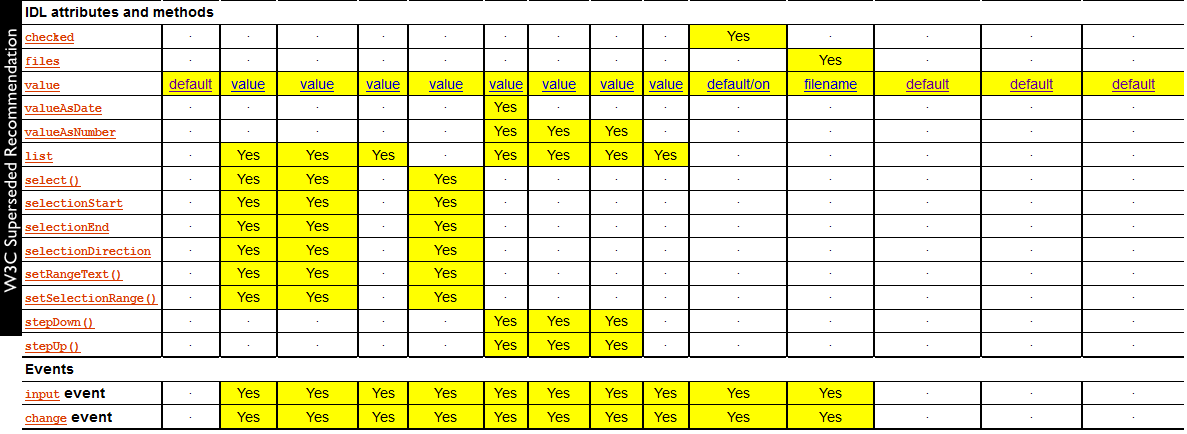 W3C Superseded Recommendation
IDL attributes and methods
checked · · · · · · · · · Yes · · · ·
files · · · · · · · · · · Yes · · ·
value default value value value value value value value value default/on filename default default default
valueAsDate · · · · · Yes · · · · · · · ·
valueAsNumber · · · · · Yes Yes Yes · · · · · ·
list · Yes Yes Yes · Yes Yes Yes Yes · · · · ·
select() · Yes Yes · Yes · · · · · · · · ·
selectionStart · Yes Yes · Yes · · · · · · · · ·
selectionEnd · Yes Yes · Yes · · · · · · · · ·
selectionDirection · Yes Yes · Yes · · · · · · · · ·
setRangeText() · Yes Yes · Yes · · · · · · · · ·
setSelectionRange() · Yes Yes · Yes · · · · · · · · ·
stepDown() · · · · · Yes Yes Yes · · · · · ·
stepUp() · · · · · Yes Yes Yes · · · · · ·
Events
input event · Yes Yes Yes Yes Yes Yes Yes Yes Yes Yes · · ·
change event · Yes Yes Yes Yes Yes Yes Yes Yes Yes Yes · · ·